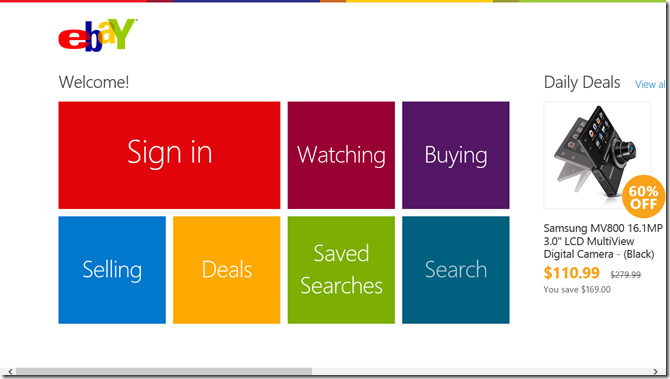 ebaY
Welcome!
Sign in
Watching
Buying
Selling
Deals
Saved
Searches
Search
Daily Deals
View al
60%
OFF
Samsung MV800 16.1MP
3.0" LCD MultiView
Digital Camera - (Black)
$110.99 $279.99
You save $169.00